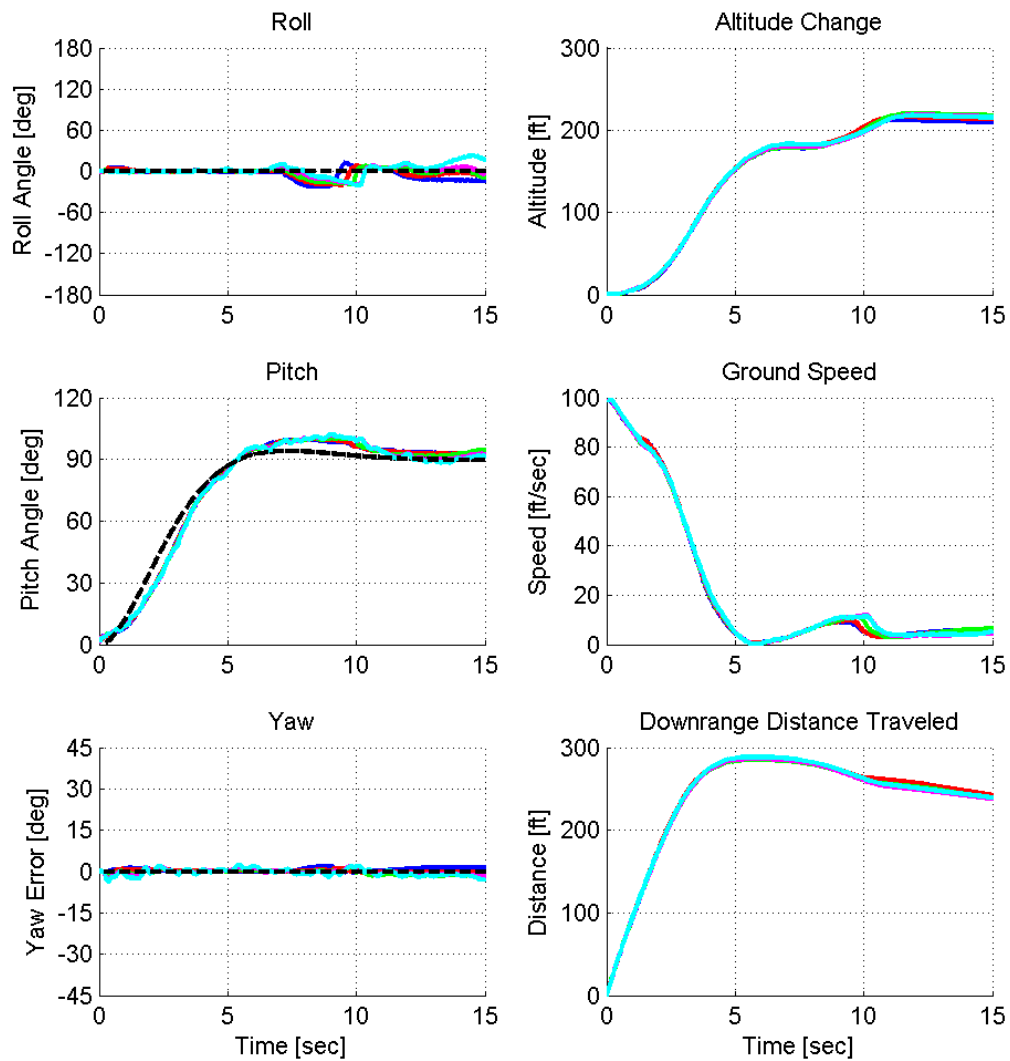 Roll
180
120
60
0
-60
-120
-180
Roll Angle [deg]
0 5 10 15
Altitude Change
300
200
100
0
Altitude [ft]
0 5 10 15
Pitch
120
90
60
30
0
Pitch Angle [deg]
0 5 10 15
Ground Speed
100
80
60
40
20
0
Speed [ft/sec]
0 5 10 15
Yaw
45
30
15
0
-15
-30
-45
Yaw Error [deg]
0 5 10 15
Time [sec]
Downrange Distance Traveled
300
200
100
0
Distance [ft]
0 5 10 15
Time [sec]